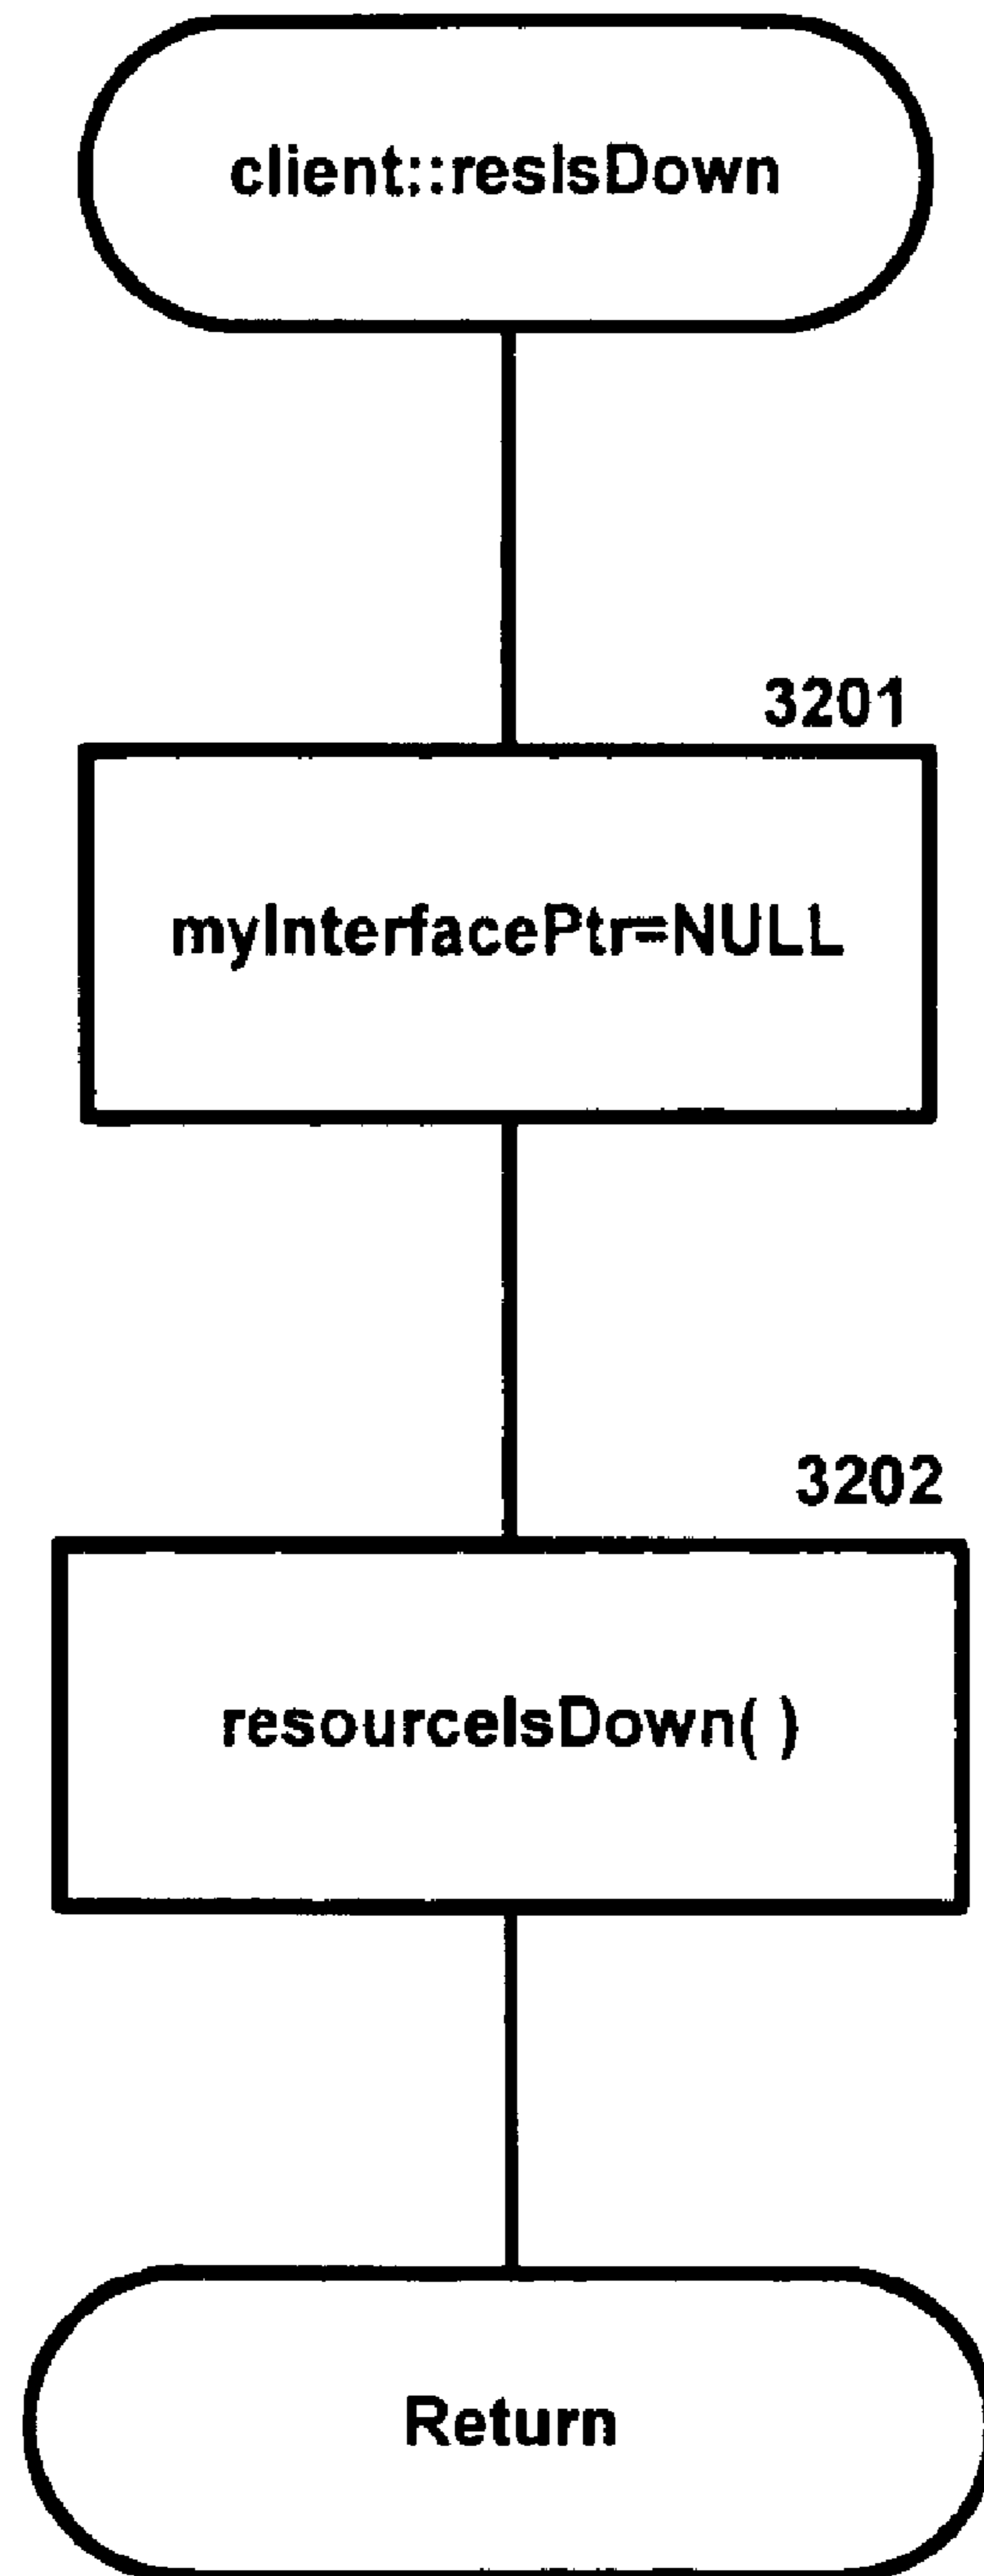 client::resIsDown
3201
myInterfacePtr=NULL
3202
resourceIsDown( )
Return